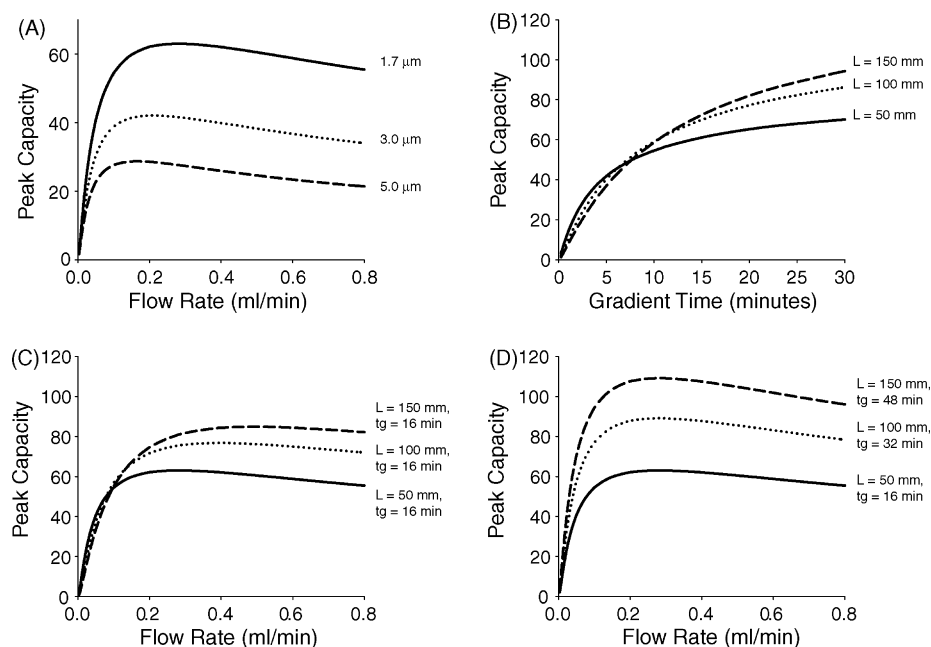 (A)
Peak Capacity
60
40
20
0
0.0 0.2 0.4 0.6 0.8
Flow Rate (ml/min)
1.7 μm
3.0 μm
5.0 μm
(B)
Peak Capacity
120
100
80
60
40
20
0
0 5 10 15 20 25 30
Gradient Time (minutes)
L = 150 mm
L = 100 mm
L = 50 mm
(C)
Peak Capacity
120
100
80
60
40
20
0
0.0 0.2 0.4 0.6 0.8
Flow Rate (ml/min)
L = 150 mm,
tg = 16 min
L = 100 mm,
tg = 16 min
L = 50 mm,
tg = 16 min
(D)
Peak Capacity
120
100
80
60
40
20
0
0.0 0.2 0.4 0.6 0.8
Flow Rate (ml/min)
L = 150 mm,
tg = 48 min
L = 100 mm,
tg = 32 min
L = 50 mm,
tg = 16 min